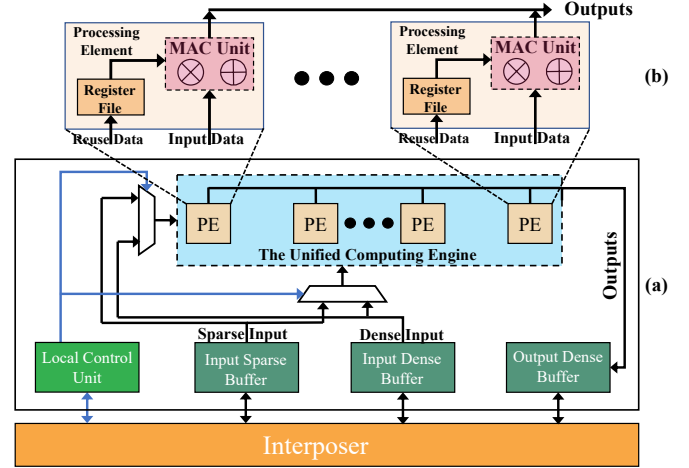 Outputs
Processing
Element
MAC Unit
Register
File
Reuse Data
Input Data
Processing
Element
MAC Unit
Register
File
Reuse Data
Input Data
(b)
PE
PE
PE
PE
The Unified Computing Engine
Outputs
(a)
Sparse Input
Dense Input
Local Control
Unit
Input Sparse
Buffer
Input Dense
Buffer
Output Dense
Buffer
Interposer